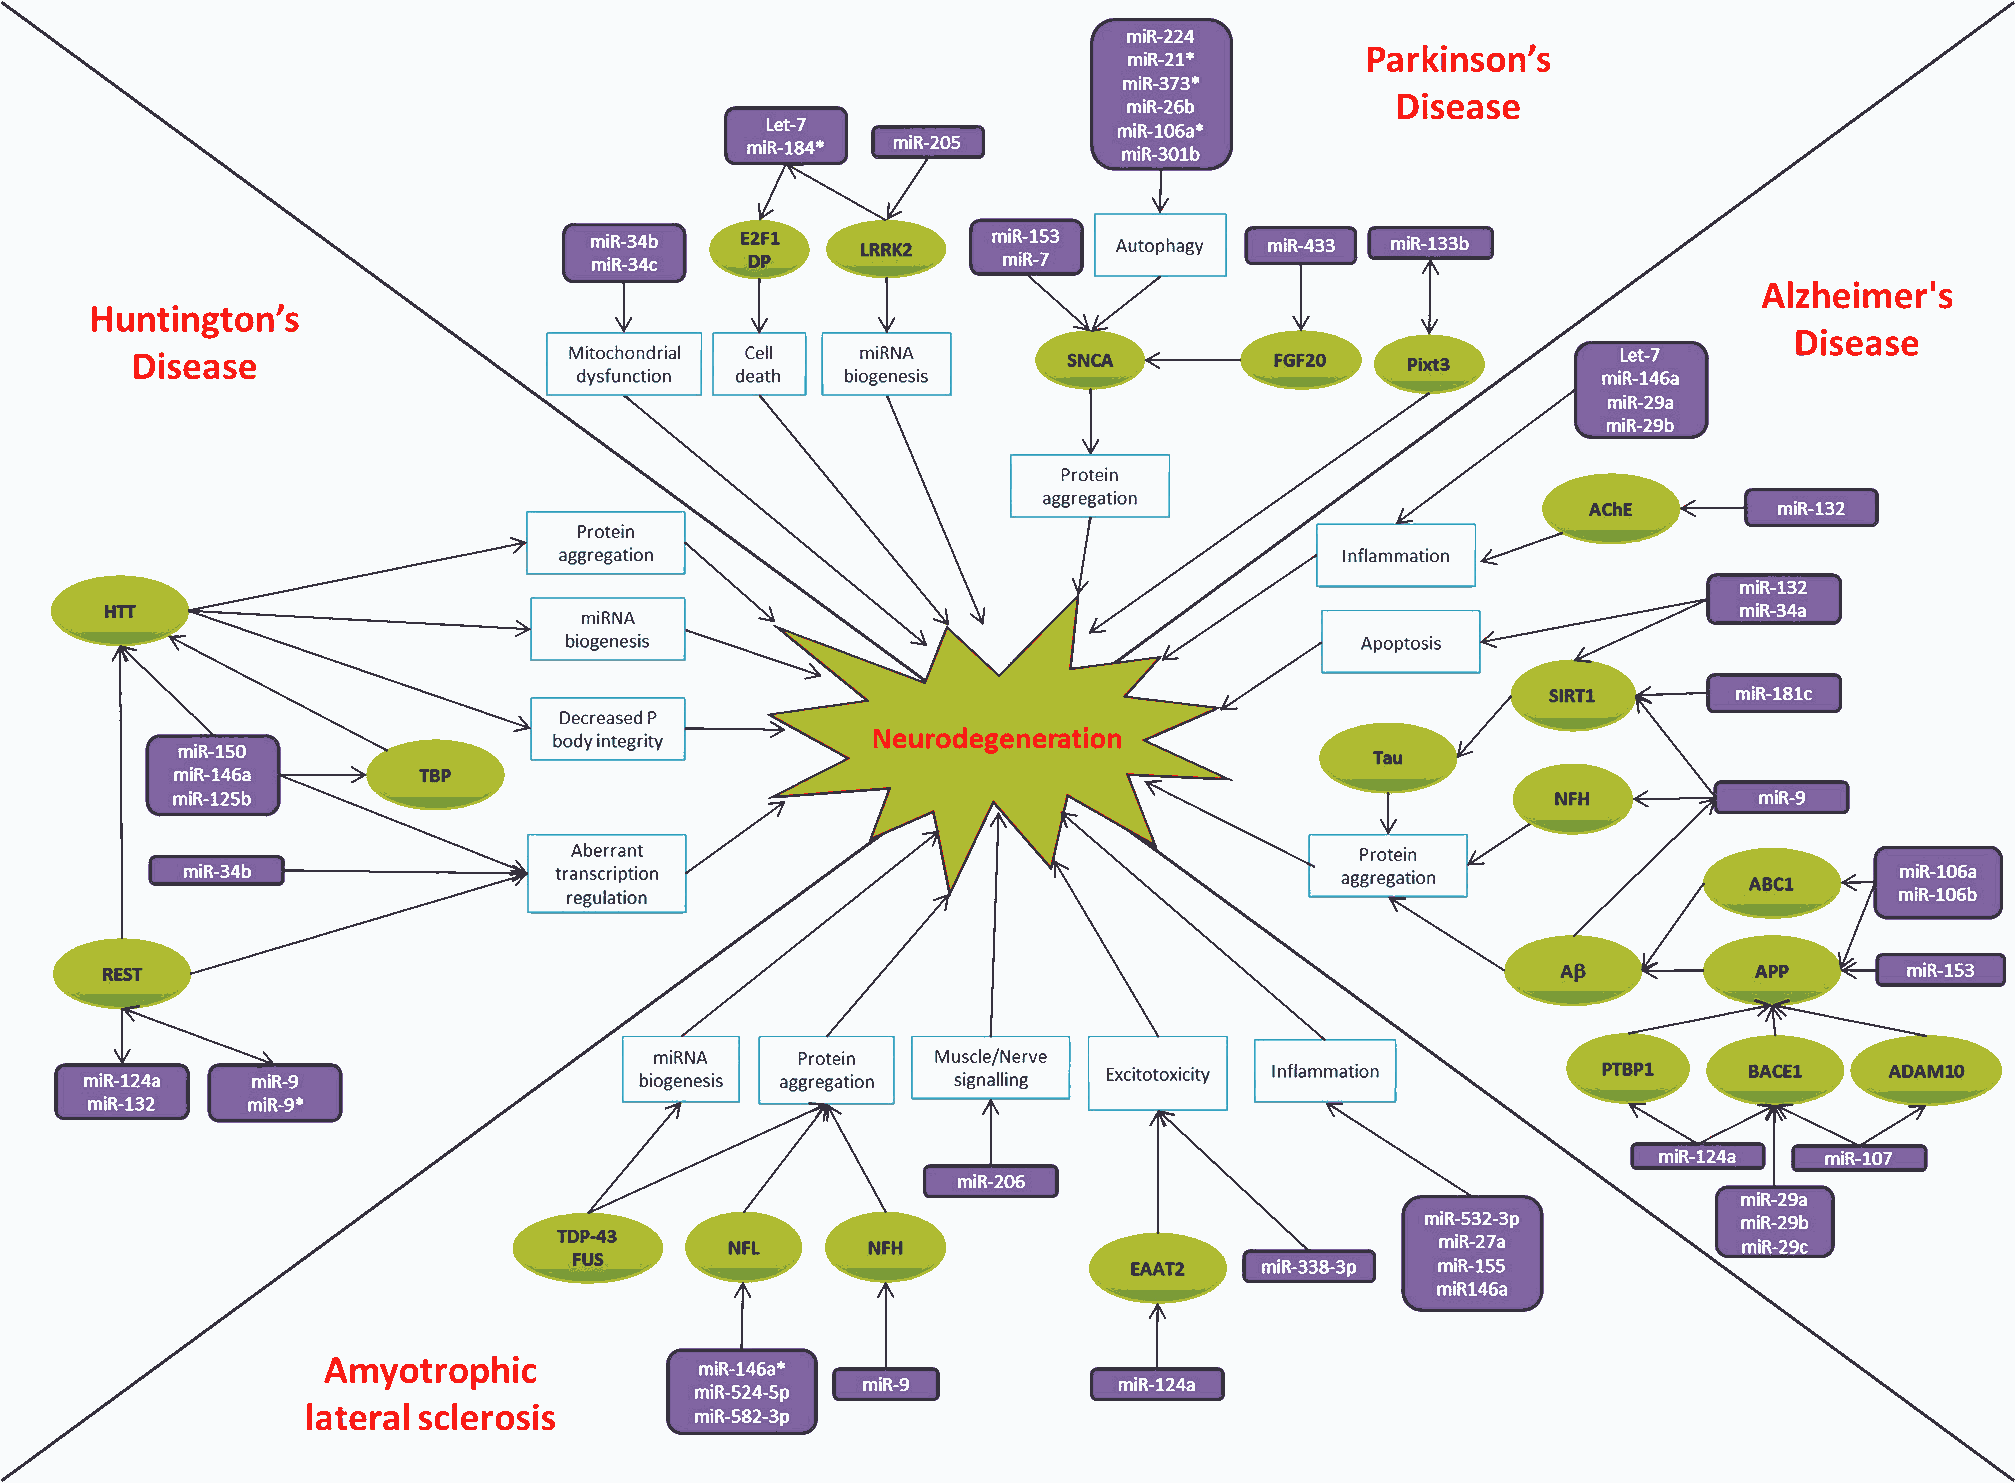 Parkinson's
Disease
miR-224
miR-21*
miR-373*
miR-26b
miR-106a*
miR-301b
Let-7
miR-184*
miR-205
miR-34b
miR-34c
E2F1
DP
LRRK2
miR-153
miR-7
Autophagy
miR-433
miR-133b
Mitochondrial
dysfunction
Cell
death
miRNA
biogenesis
SNCA
FGF20
Pixt3
Protein
aggregation
Huntington's
Disease
Protein
aggregation
HTT
miRNA
biogenesis
Decreased P
body integrity
miR-150
miR-146a
miR-125b
TBP
miR-34b
Aberrant
transcription
regulation
REST
miR-124a
miR-132
miR-9
miR-9*
Neurodegeneration
Alzheimer's
Disease
Let-7
miR-146a
miR-29a
miR-29b
AChE
miR-132
Inflammation
miR-132
miR-34a
Apoptosis
SIRT1
miR-181c
Tau
NFH
miR-9
Protein
aggregation
ABC1
miR-106a
miR-106b
Aβ
APP
miR-153
PTBP1
BACE1
ADAM10
miR-124a
miR-107
miR-29a
miR-29b
miR-29c
miRNA
biogenesis
Protein
aggregation
Muscle/Nerve
signalling
Excitotoxicity
Inflammation
miR-206
TDP-43
FUS
NFL
NFH
EAAT2
miR-338-3p
miR-532-3p
miR-27a
miR-155
miR146a
miR-146a*
miR-524-5p
miR-582-3p
miR-9
miR-124a
Amyotrophic
lateral sclerosis